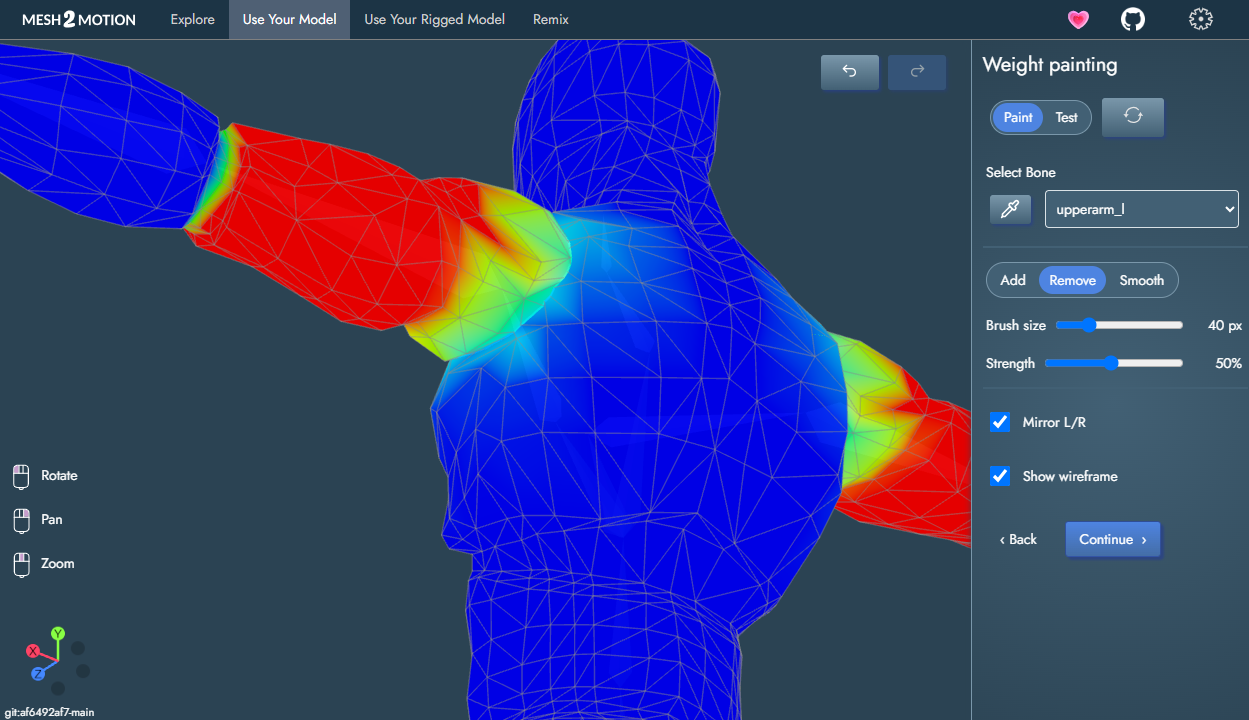 MESH2MOTION Explore Use Your Model Use Your Rigged Model Remix
Weight painting
Paint Test
Select Bone
upperarm_l
Add Remove Smooth
Brush size 40 px
Strength 50%
Mirror L/R
Show wireframe
‹ Back Continue ›
Rotate
Pan
Zoom
Y
X
Z
git:af6492af7-main